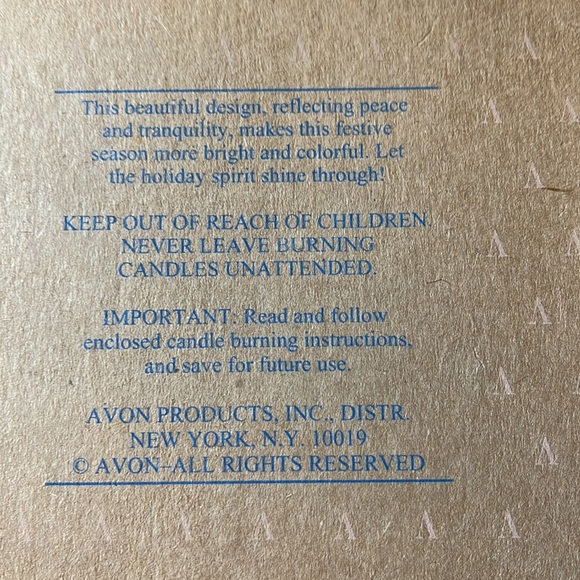 This beautiful design, reflecting peace
and tranquility, makes this festive
season more bright and colorful. Let
the holiday spirit shine through!
KEEP OUT OF REACH OF CHILDREN.
NEVER LEAVE BURNING
CANDLES UNATTENDED.
IMPORTANT: Read and follow
enclosed candle burning instructions,
and save for future use.
AVON PRODUCTS, INC., DISTR.
NEW YORK, N.Y. 10019
© AVON–ALL RIGHTS RESERVED